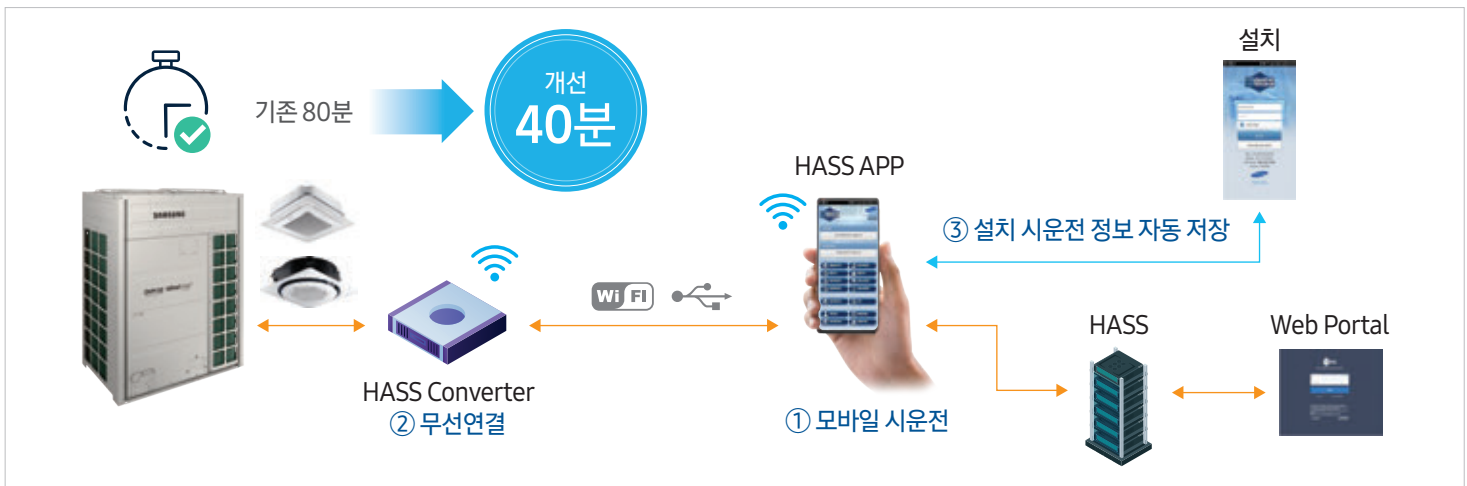 설치
기존 80분
개선
40분
HASS APP
SAMSUNG
③ 설치 시운전 정보 자동 저장
WiFi
HASS
Web Portal
HASS Converter
② 무선연결
① 모바일 시운전